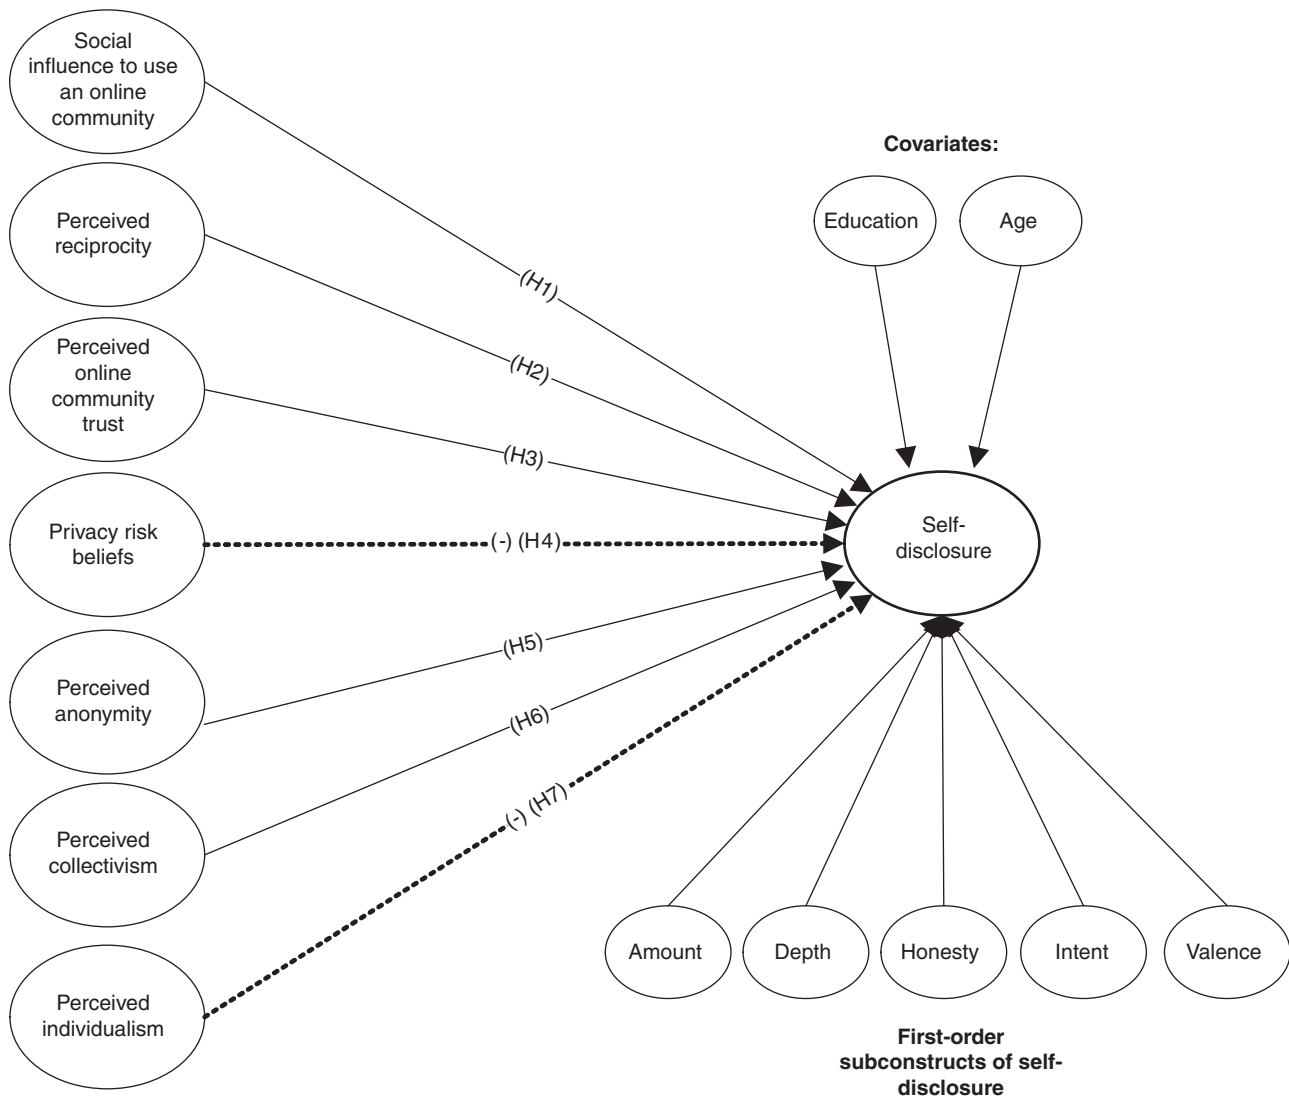 Social
influence to use
an online
community
Perceived
reciprocity
Perceived
online
community
trust
Privacy risk
beliefs
Perceived
anonymity
Perceived
collectivism
Perceived
individualism
(H1)
(H2)
(H3)
(-) (H4)
(H5)
(H6)
(-) (H7)
Covariates:
Education
Age
Self-
disclosure
Amount
Depth
Honesty
Intent
Valence
First-order
subconstructs of self-
disclosure